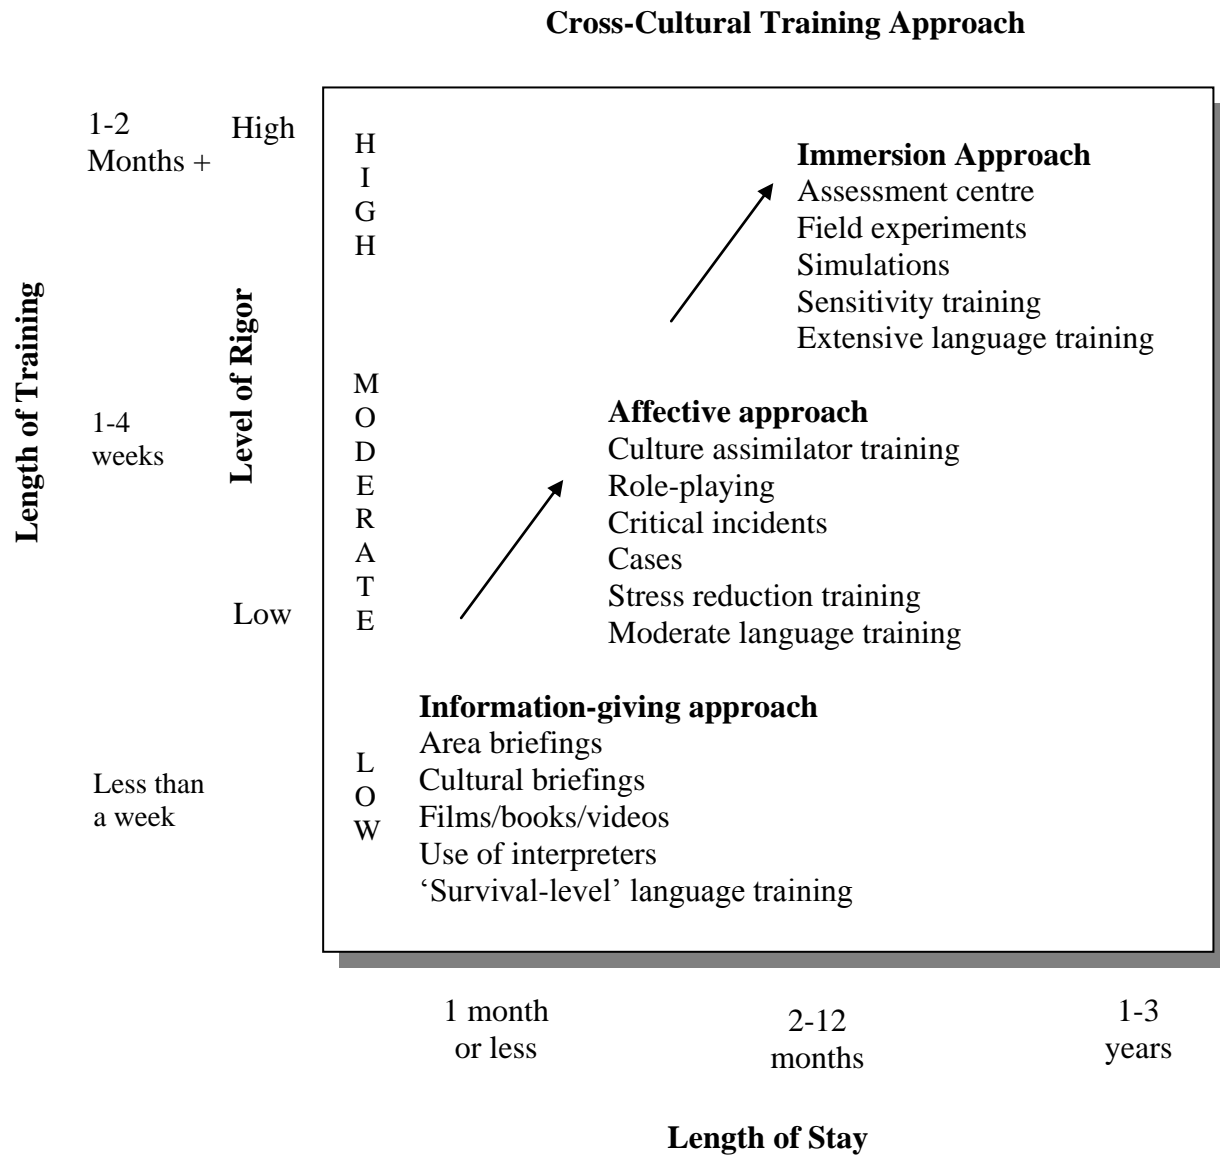 Cross-Cultural Training Approach
1-2
Months +
High
H
I
G
H
Immersion Approach
Assessment centre
Field experiments
Simulations
Sensitivity training
Extensive language training
Length of Training
Level of Rigor
1-4
weeks
M
O
D
E
R
A
T
E
Affective approach
Culture assimilator training
Role-playing
Critical incidents
Cases
Stress reduction training
Moderate language training
Low
Information-giving approach
Area briefings
Cultural briefings
Films/books/videos
Use of interpreters
‘Survival-level’ language training
Less than
a week
L
O
W
1 month
or less
2-12
months
1-3
years
Length of Stay